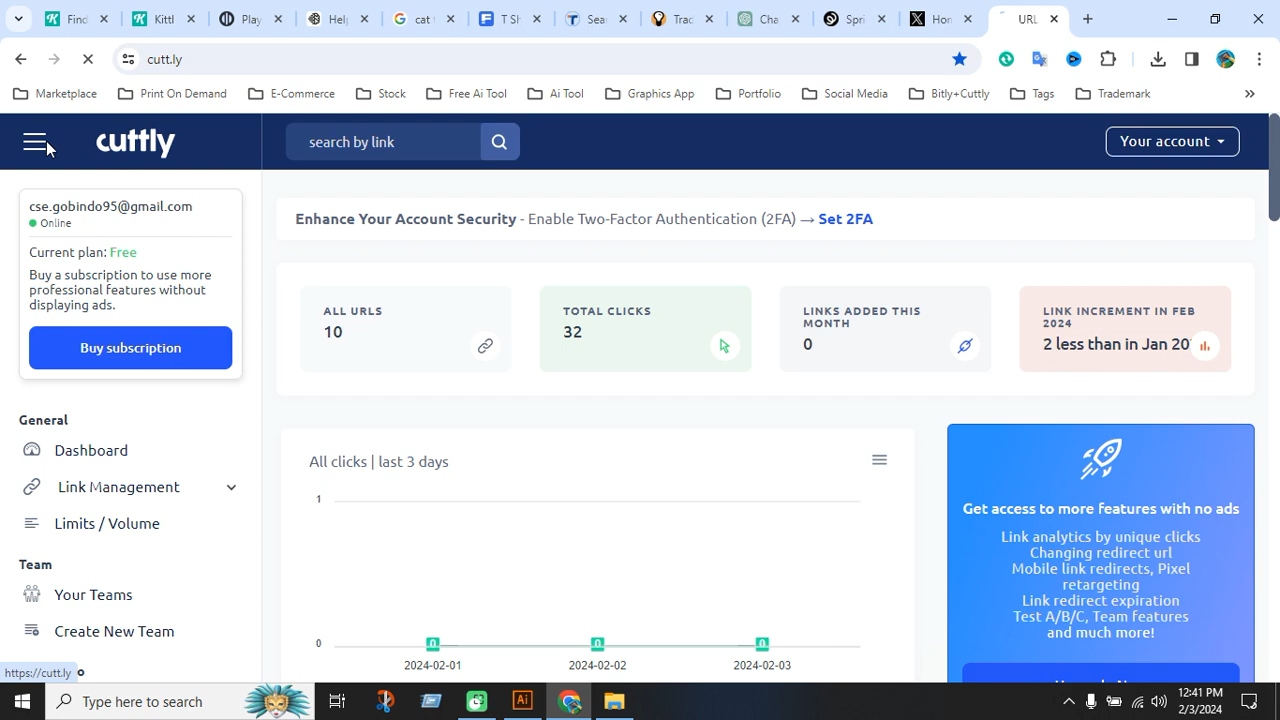 Find
Kittl
Play
Help
cat
T Sh
Sear
Trad
Cha
Spri
Hon
URL
cutt.ly
Marketplace
Print On Demand
E-Commerce
Stock
Free Ai Tool
Ai Tool
Graphics App
Portfolio
Social Media
Bitly+Cuttly
Tags
Trademark
cuttly
search by link
Your account
cse.gobindo95@gmail.com
Online
Current plan: Free
Buy a subscription to use more
professional features without
displaying ads.
Buy subscription
General
Dashboard
Link Management
Limits / Volume
Team
Your Teams
Create New Team
https://cutt.ly
Enhance Your Account Security - Enable Two-Factor Authentication (2FA) → Set 2FA
ALL URLS
10
TOTAL CLICKS
32
LINKS ADDED THIS
MONTH
0
LINK INCREMENT IN FEB
2024
2 less than in Jan 20
All clicks | last 3 days
1
0
0
0
0
2024-02-01
2024-02-02
2024-02-03
Get access to more features with no ads
Link analytics by unique clicks
Changing redirect url
Mobile link redirects, Pixel
retargeting
Link redirect expiration
Test A/B/C, Team features
and much more!
Type here to search
Ai
12:41 PM
2/3/2024